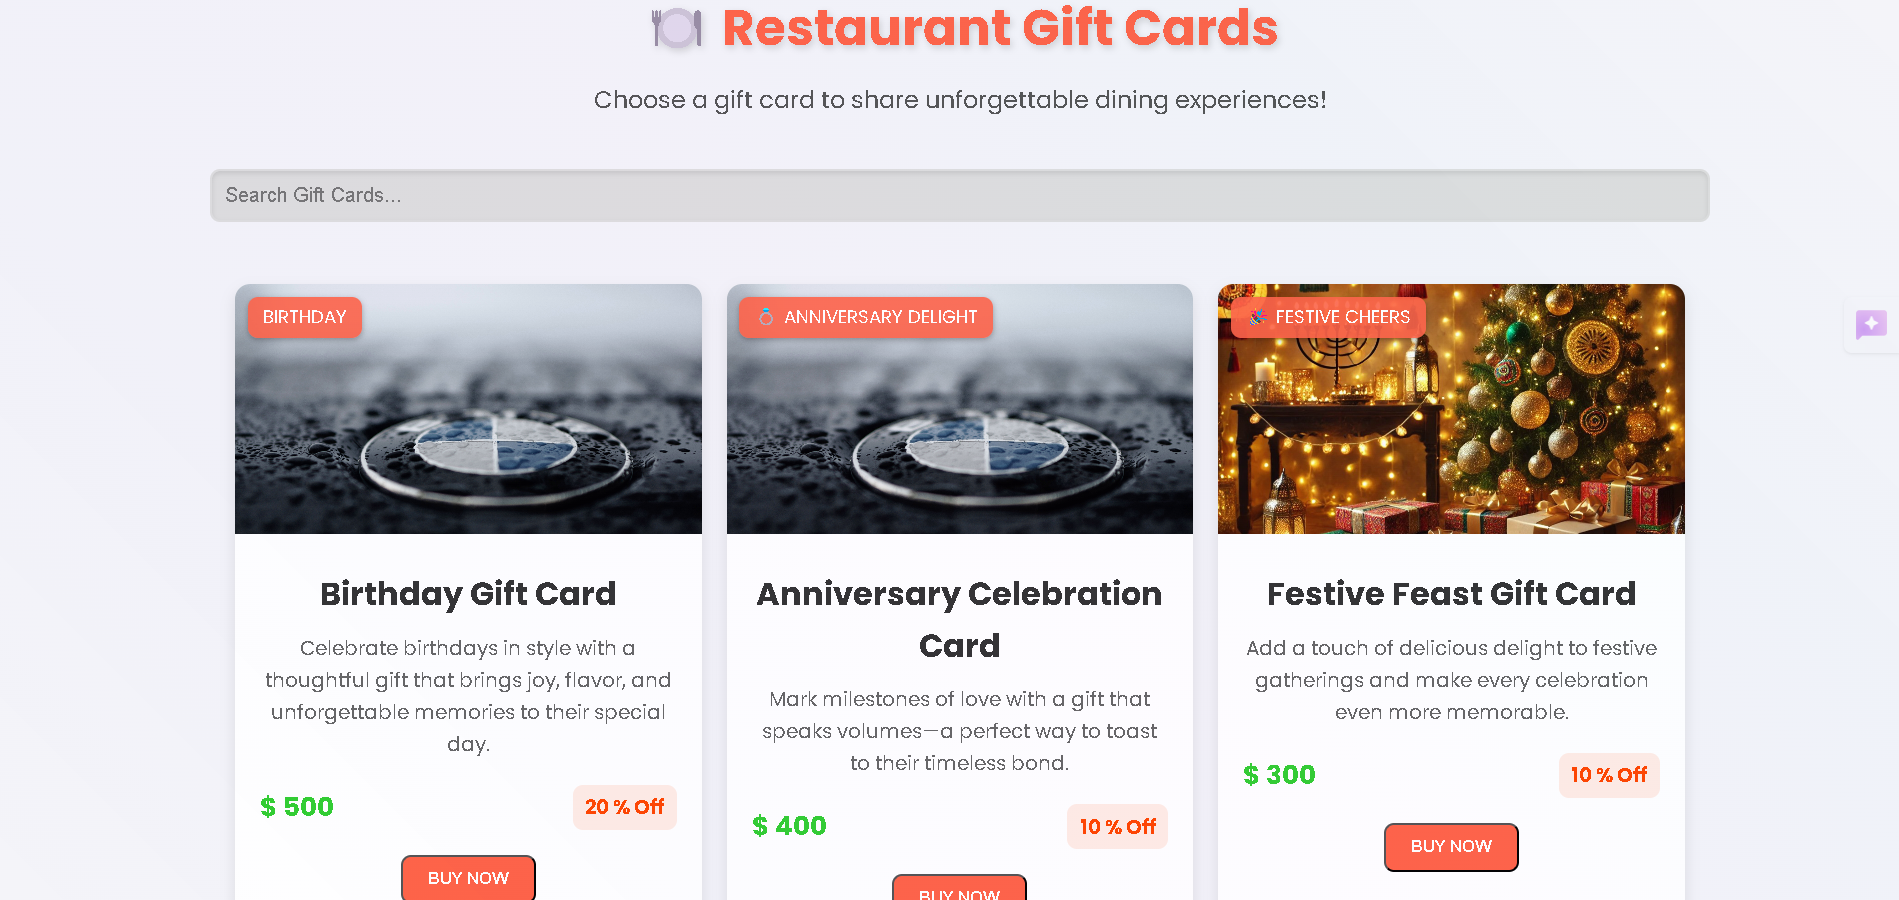 Restaurant Gift Cards
Choose a gift card to share unforgettable dining experiences!
Search Gift Cards...
BIRTHDAY
Birthday Gift Card
Celebrate birthdays in style with a
thoughtful gift that brings joy, flavor, and
unforgettable memories to their special
day.
$ 500
20 % Off
BUY NOW
ANNIVERSARY DELIGHT
Anniversary Celebration
Card
Mark milestones of love with a gift that
speaks volumes—a perfect way to toast
to their timeless bond.
$ 400
10 % Off
BUY NOW
FESTIVE CHEERS
Festive Feast Gift Card
Add a touch of delicious delight to festive
gatherings and make every celebration
even more memorable.
$ 300
10 % Off
BUY NOW